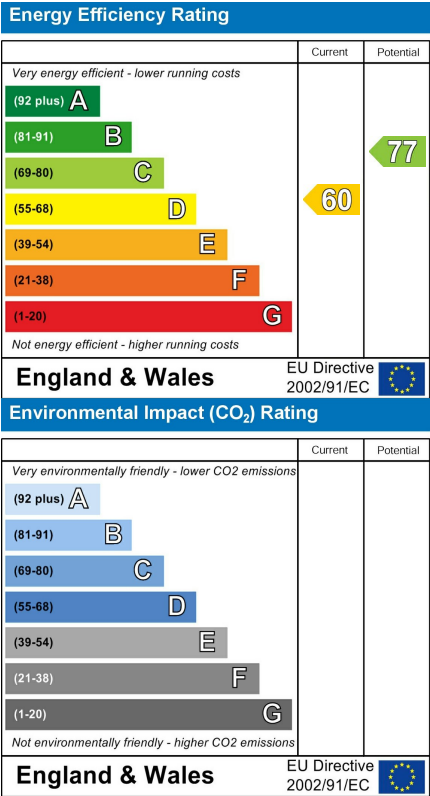 Energy Efficiency Rating
Current Potential
Very energy efficient - lower running costs
(92 plus) A
(81-91) B
77
(69-80) C
(55-68) D
60
(39-54) E
(21-38) F
(1-20) G
Not energy efficient - higher running costs
England & Wales
EU Directive
2002/91/EC
Environmental Impact (CO₂) Rating
Current Potential
Very environmentally friendly - lower CO2 emissions
(92 plus) A
(81-91) B
(69-80) C
(55-68) D
(39-54) E
(21-38) F
(1-20) G
Not environmentally friendly - higher CO2 emissions
England & Wales
EU Directive
2002/91/EC